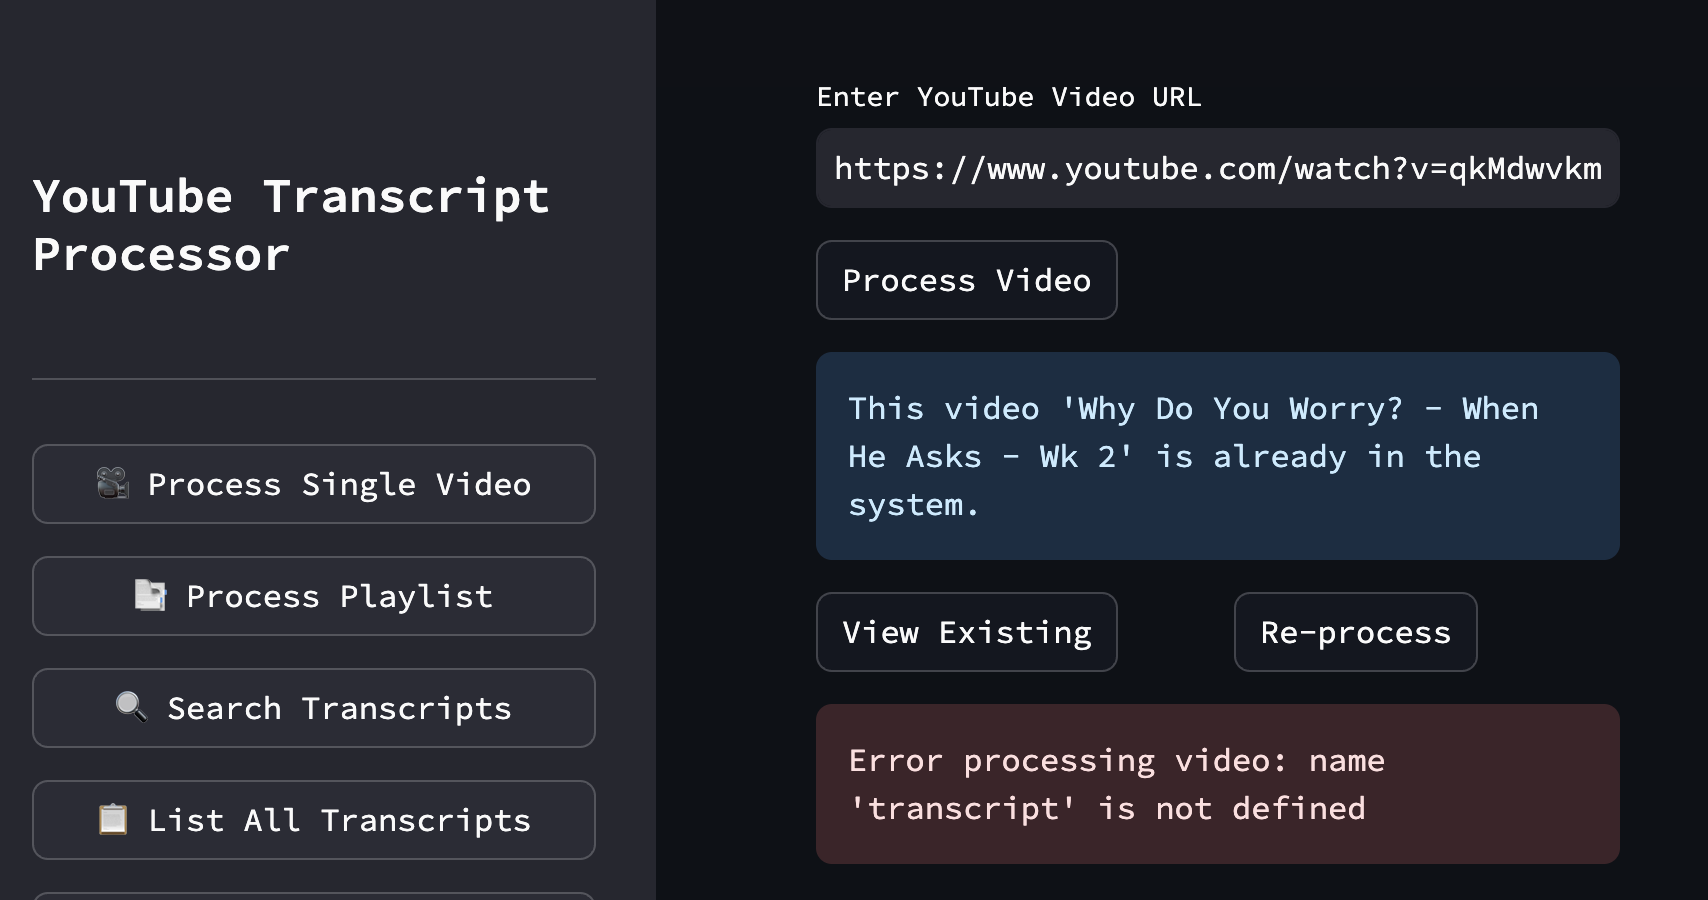 YouTube Transcript
Processor
Process Single Video
Process Playlist
Search Transcripts
List All Transcripts
Enter YouTube Video URL
https://www.youtube.com/watch?v=qkMdwvkm
Process Video
This video 'Why Do You Worry? - When
He Asks - Wk 2' is already in the
system.
View Existing
Re-process
Error processing video: name
'transcript' is not defined